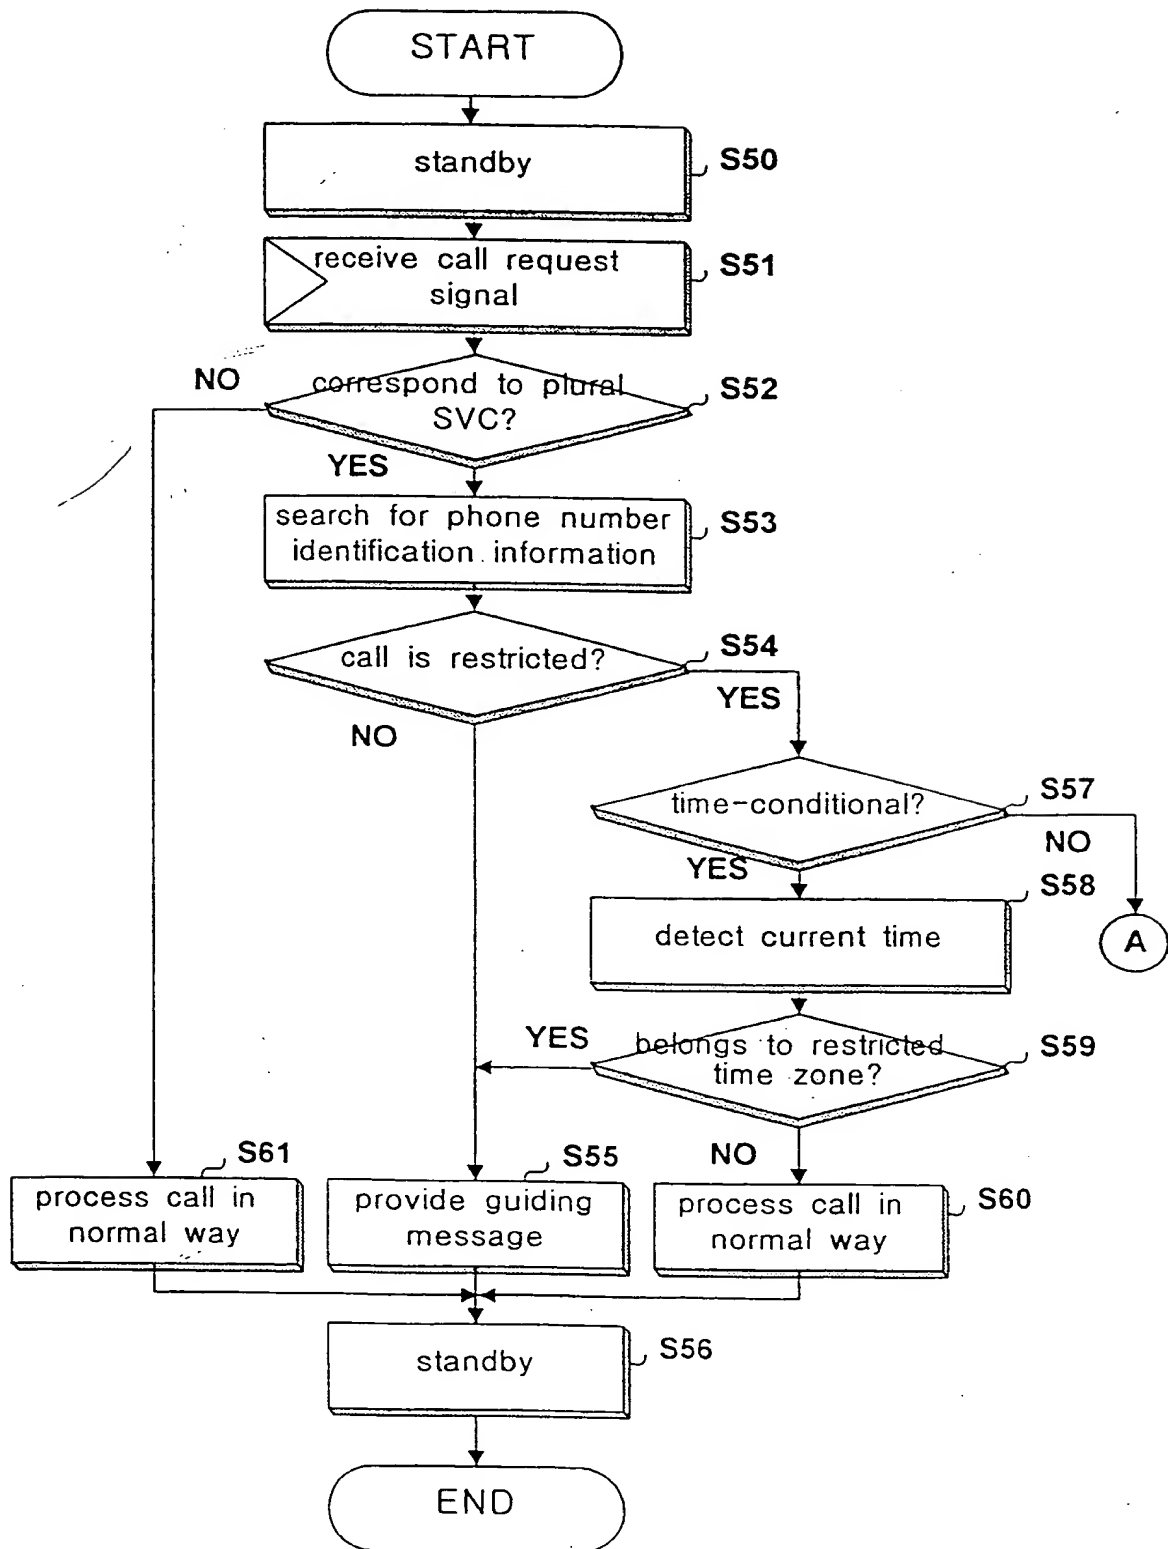 START
standby
S50
receive call request
signal
S51
NO
correspond to plural
SVC?
S52
YES
search for phone number
identification information
S53
call is restricted?
S54
YES
NO
time-conditional?
S57
NO
YES
S58
detect current time
A
YES
belongs to restricted
time zone?
S59
NO
S61
process call in
normal way
S55
provide guiding
message
process call in
normal way
S60
standby
S56
END